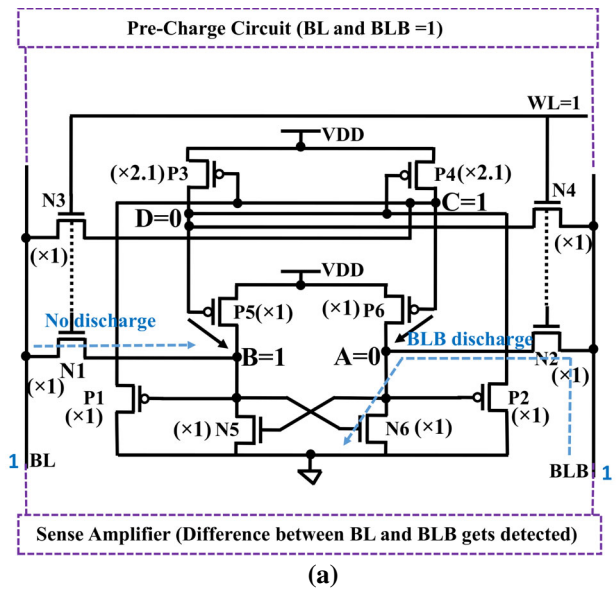 Pre-Charge Circuit (BL and BLB =1)
WL=1
VDD
(×2.1) P3
P4(×2.1)
N3
N4
D=0
C=1
(×1)
(×1)
VDD
P5(×1)
(×1) P6
No discharge
BLB discharge
B=1
A=0
N1
N2
(×1)
(×1)
P1
(×1)
P2
(×1)
(×1) N5
N6 (×1)
1 BL
BLB 1
Sense Amplifier (Difference between BL and BLB gets detected)
(a)